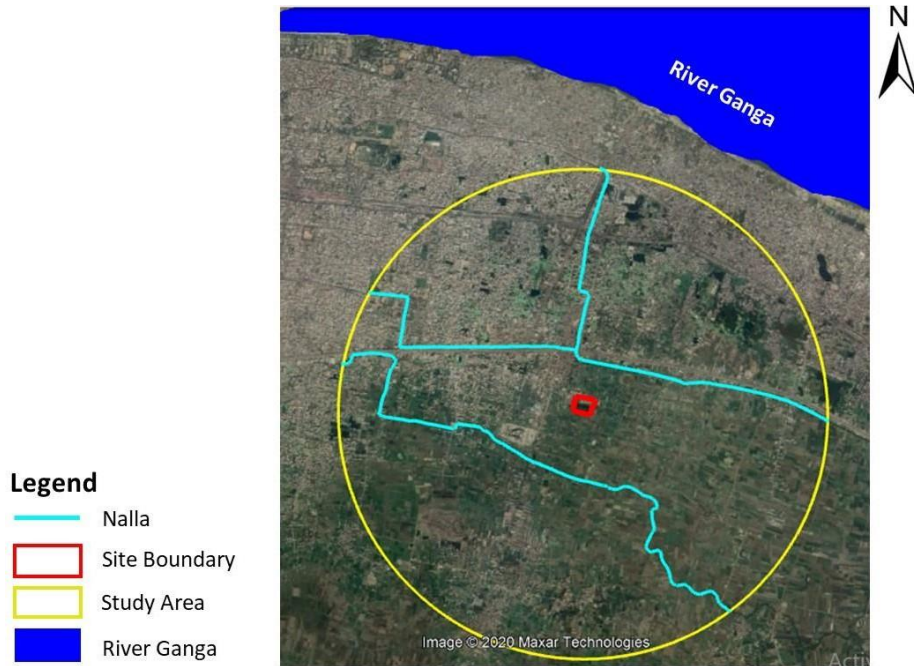 N
River Ganga
Legend
Nalla
Site Boundary
Study Area
River Ganga
Image © 2020 Maxar Technologies